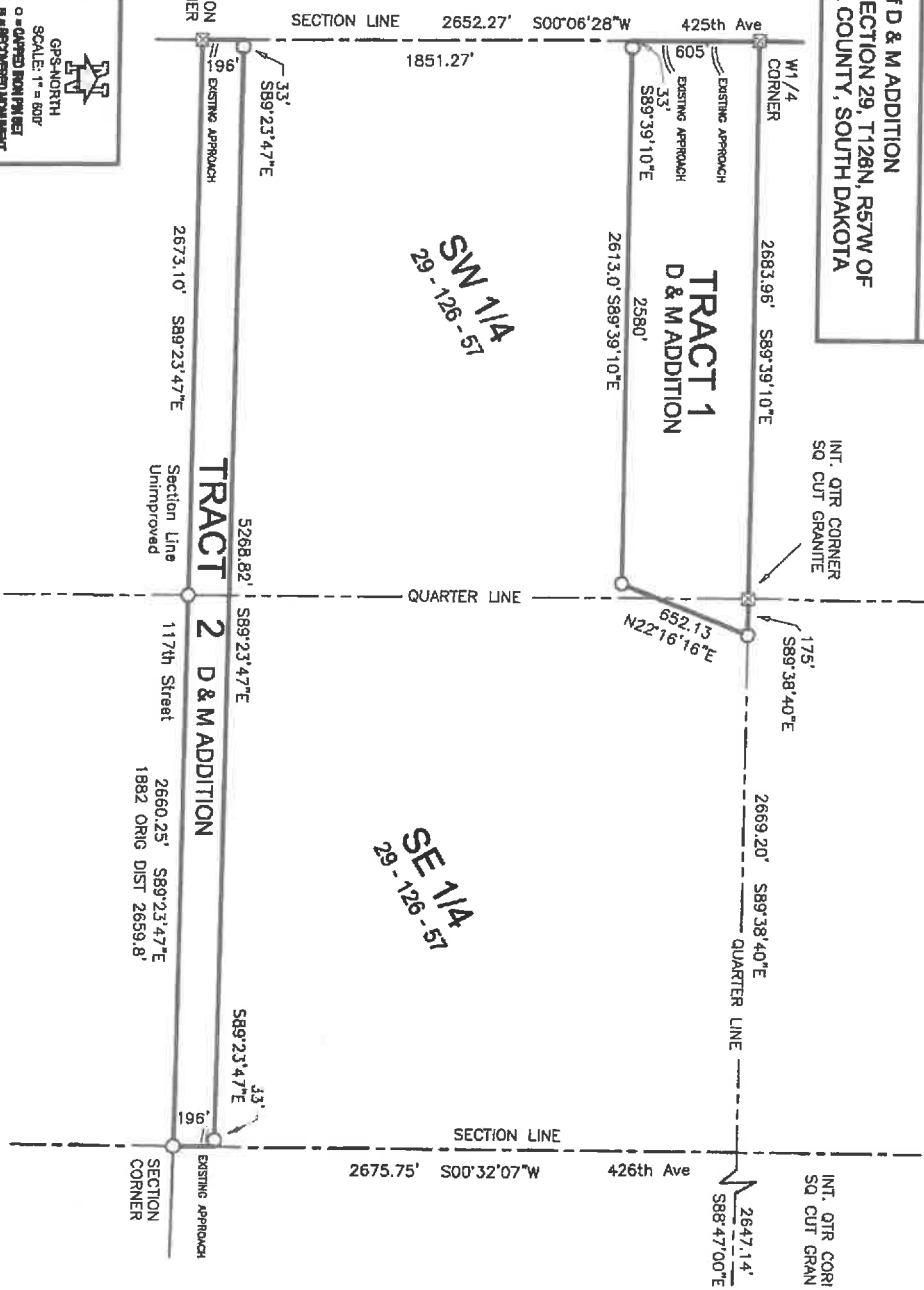 f D & M ADDITION
ECTION 29, T126N, R57W OF
COUNTY, SOUTH DAKOTA
SECTION LINE 2652.27' S00°06'28"W 425th Ave
1851.27'
605'
196'
W1/4
CORNER
EXISTING APPROACH
EXISTING APPROACH
33'
S89°39'10"E
2683.96' S89°39'10"E
TRACT 1
D & M ADDITION
2580'
2613.0' S89°39'10"E
INT. QTR CORNER
SQ CUT GRANITE
175'
S89°38'40"E
652.13
N22°16'16"E
2669.20' S89°38'40"E
QUARTER LINE
INT. QTR CORI
SQ CUT GRAN
2647.14'
S88°47'00"E
SW 1/4
29 - 126 - 57
SE 1/4
29 - 126 - 57
QUARTER LINE
SECTION LINE
2675.75' S00°32'07"W 426th Ave
33'
S89°23'47"E
EXISTING APPROACH
5268.82' S89°23'47"E
TRACT 2 D & M ADDITION
2673.10' S89°23'47"E
Section Line
Unimproved
117th Street
2660.25' S89°23'47"E
1882 ORIG DIST 2659.8'
33'
S89°23'47"E
196'
EXISTING APPROACH
SECTION
CORNER
ON
NER
N
GPS-NORTH
SCALE: 1" = 600'
O = CAPPED IRON PIN SET
= RECOVERED MONUMENT